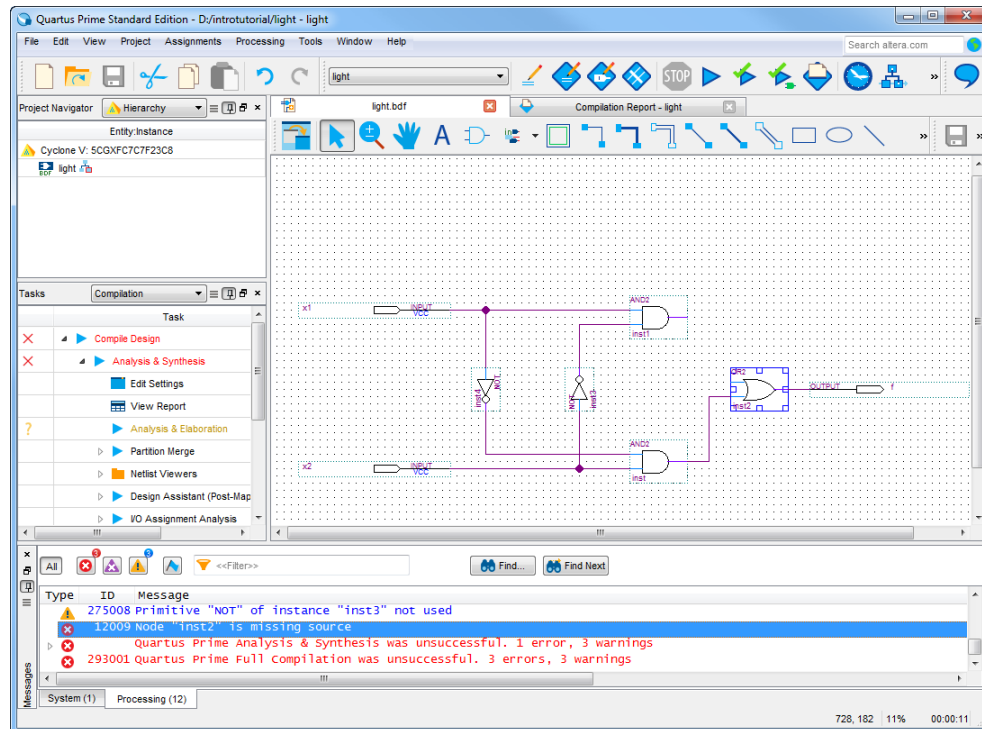 Quartus Prime Standard Edition - D:/introtutorial/light - light
File Edit View Project Assignments Processing Tools Window Help
Search altera.com
light
STOP
»
Project Navigator
Hierarchy
Entity:Instance
Cyclone V: 5CGXFC7C7F23C8
BDF
light
light.bdf
Compilation Report - light
A
»
»
Tasks
Compilation
Task
Compile Design
Analysis & Synthesis
Edit Settings
View Report
? Analysis & Elaboration
Partition Merge
Netlist Viewers
Design Assistant (Post-Map
I/O Assignment Analysis
x1
INPUT
VCC
AND2
inst1
NOT
inst4
NOT
inst3
OR2
inst2
OUTPUT
f
x2
INPUT
VCC
AND2
inst
All
3
3
<<Filter>>
Find...
Find Next
Type ID Message
275008 Primitive "NOT" of instance "inst3" not used
12009 Node "inst2" is missing source
Quartus Prime Analysis & Synthesis was unsuccessful. 1 error, 3 warnings
293001 Quartus Prime Full Compilation was unsuccessful. 3 errors, 3 warnings
Messages
System (1)
Processing (12)
728, 182 11% 00:00:11